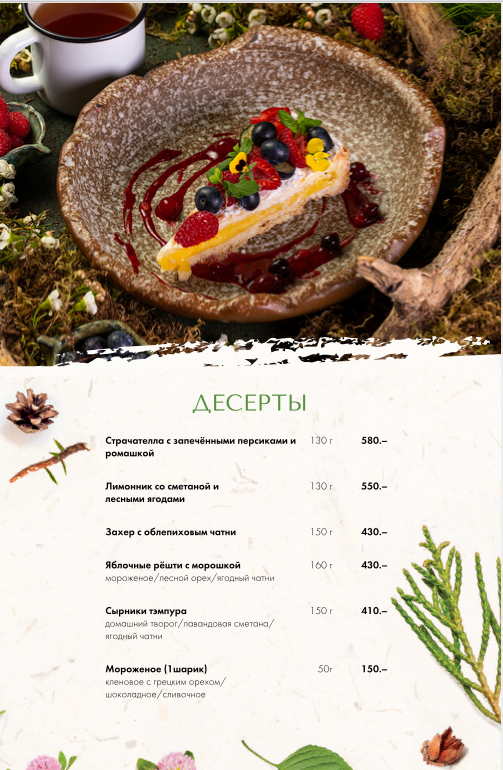 ДЕСЕРТЫ
Страчателла с запечёнными персиками и 130 г 580.–
ромашкой
Лимонник со сметаной и 130 г 550.–
лесными ягодами
Захер с облепиховым чатни 150 г 430.–
Яблочные рёшти с морошкой 160 г 430.–
мороженое/лесной орех/ягодный чатни
Сырники тэмпура 150 г 410.–
домашний творог/лавандовая сметана/
ягодный чатни
Мороженое (1шарик) 50г 150.–
кленовое с грецким орехом/
шоколадное/сливочное